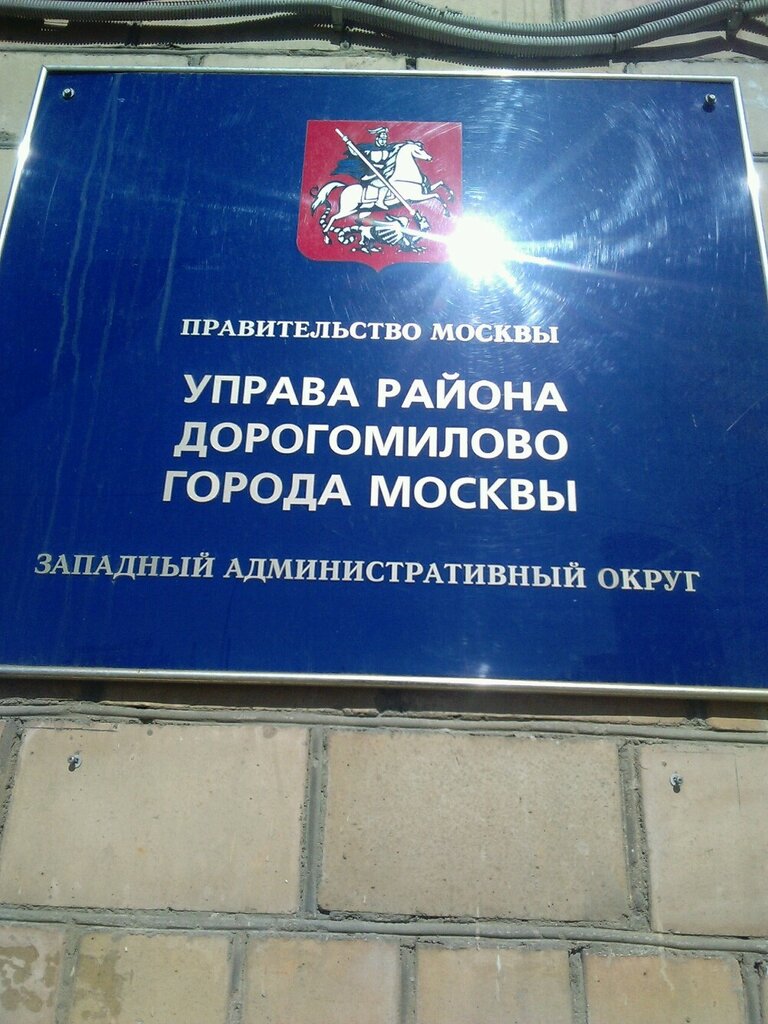 ПРАВИТЕЛЬСТВО МОСКВЫ
УПРАВА РАЙОНА
ДОРОГОМИЛОВО
ГОРОДА МОСКВЫ
ЗАПАДНЫЙ АДМИНИСТРАТИВНЫЙ ОКРУГ